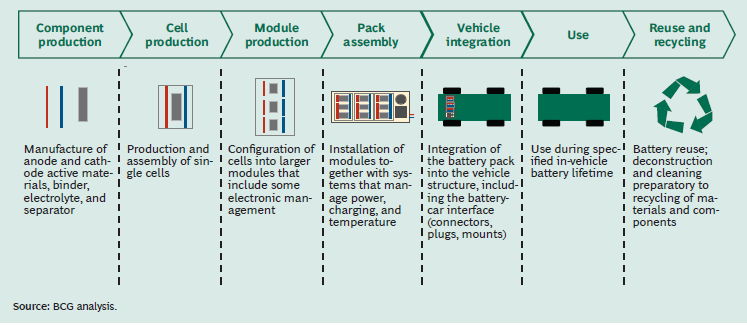 Component
production
Cell
production
Module
production
Pack
assembly
Vehicle
integration
Use
Reuse and
recycling
Manufacture of
anode and cath-
ode active mate-
rials, binder,
electrolyte, and
separator
Production and
assembly of sin-
gle cells
Configuration of
cells into larger
modules that
include some
electronic man-
agement
Installation of
modules to-
gether with sys-
tems that man-
age power,
charging, and
temperature
Integration of
the battery pack
into the vehicle
structure, includ-
ing the battery-
car interface
(connectors,
plugs, mounts)
Use during spec-
ified in-vehicle
battery lifetime
Battery reuse;
deconstruction
and cleaning
preparatory to
recycling of ma-
terials and com-
ponents
Source: BCG analysis.